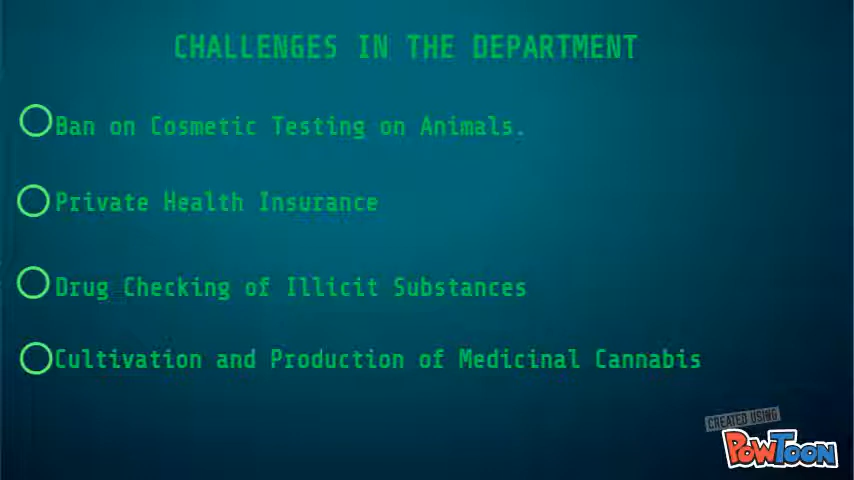 CHALLENGES IN THE DEPARTMENT
Ban on Cosmetic Testing on Animals.
Private Health Insurance
Drug Checking of Illicit Substances
Cultivation and Production of Medicinal Cannabis
CREATED USING
POWTOON